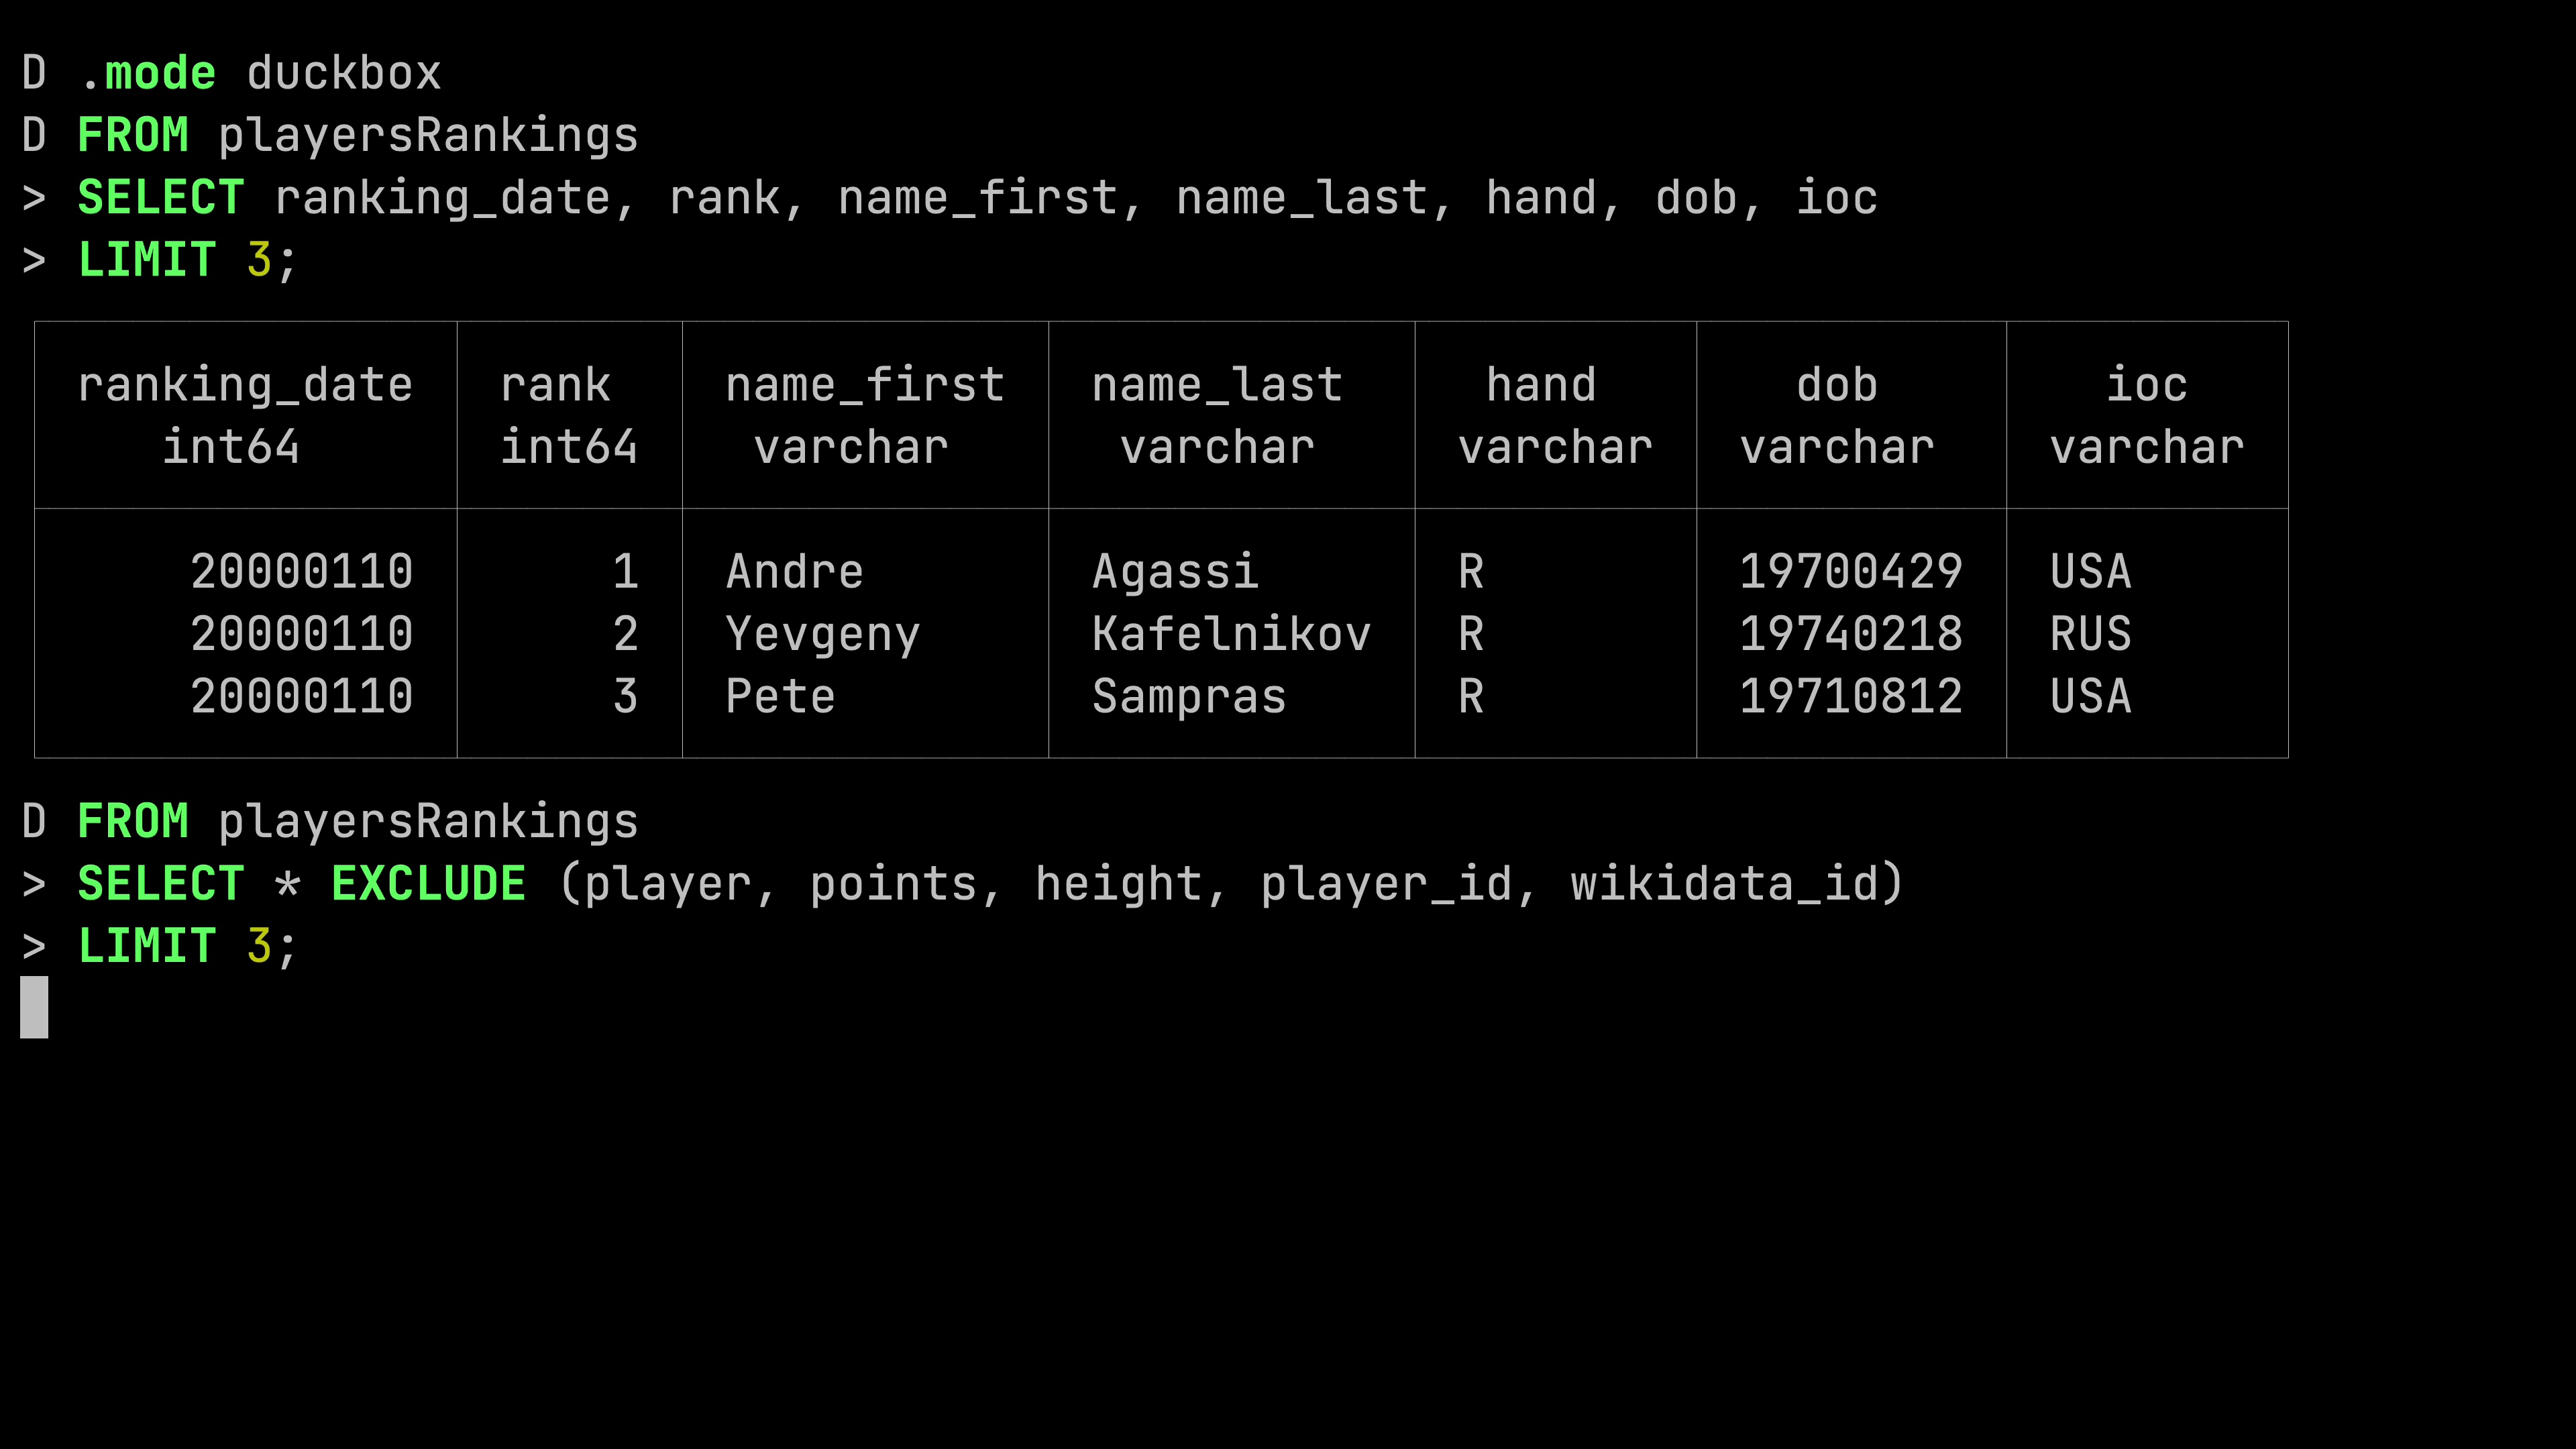 D .mode duckbox
D FROM playersRankings
> SELECT ranking_date, rank, name_first, name_last, hand, dob, ioc
> LIMIT 3;
ranking_date rank name_first name_last hand dob ioc
int64 int64 varchar varchar varchar varchar varchar
20000110 1 Andre Agassi R 19700429 USA
20000110 2 Yevgeny Kafelnikov R 19740218 RUS
20000110 3 Pete Sampras R 19710812 USA
D FROM playersRankings
> SELECT * EXCLUDE (player, points, height, player_id, wikidata_id)
> LIMIT 3;